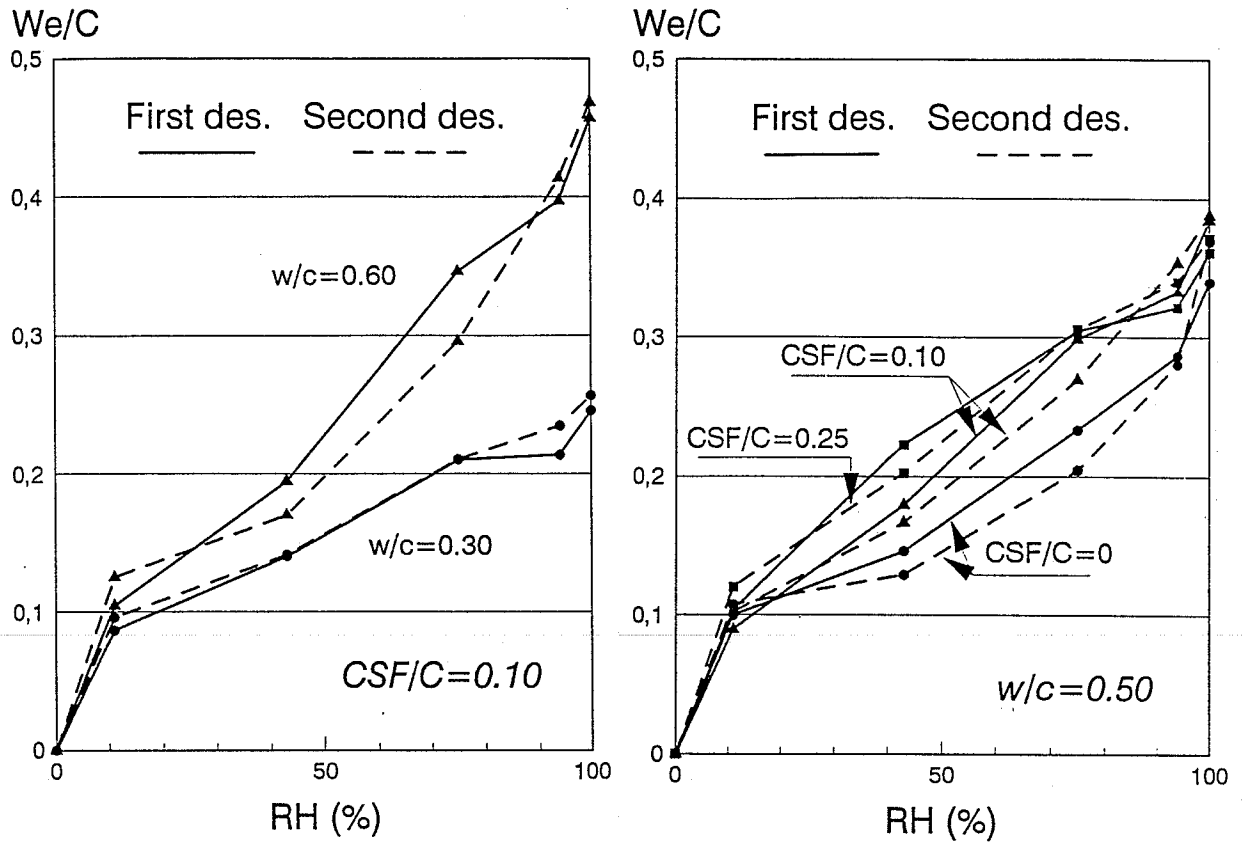 We/C
0,5
0,4
0,3
0,2
0,1
0
First des. Second des.
w/c=0.60
w/c=0.30
CSF/C=0.10
0
50
100
RH (%)
We/C
0,5
0,4
0,3
0,2
0,1
0
First des. Second des.
CSF/C=0.10
CSF/C=0.25
CSF/C=0
w/c=0.50
0
50
100
RH (%)